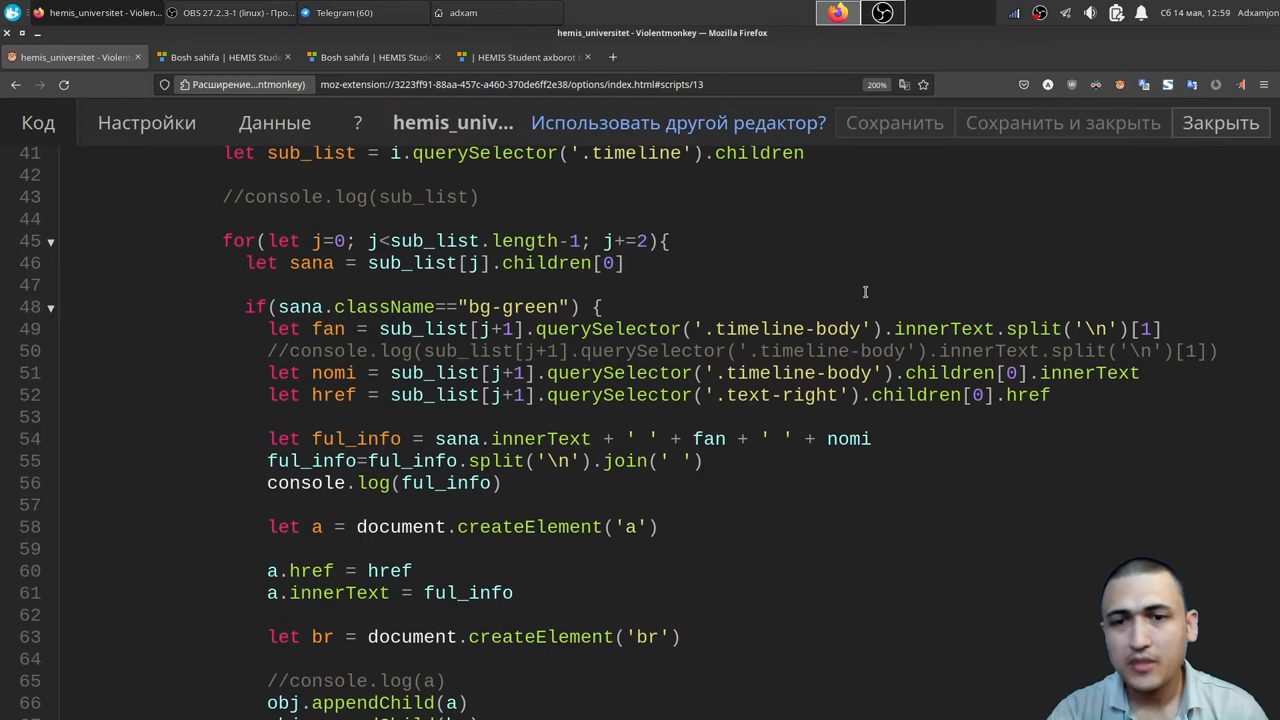 hemis_universitet - Violen...
OBS 27.2.3-1 (linux) - Про...
Telegram (60)
adxam
Сб 14 мая, 12:59
Adxamjon
hemis_universitet - Violentmonkey — Mozilla Firefox
hemis_universitet - Violentmon
Bosh sahifa | HEMIS Stude
Bosh sahifa | HEMIS Stude
| HEMIS Student axborot t
Расширение...ntmonkey)
moz-extension://3223ff91-88aa-457c-a460-370de6ff2e38/options/index.html#scripts/13
200%
Код
Настройки
Данные
?
hemis_univ...
Использовать другой редактор?
Сохранить
Сохранить и закрыть
Закрыть
41 let sub_list = i.querySelector('.timeline').children
42
43 //console.log(sub_list)
44
45 for(let j=0; j<sub_list.length-1; j+=2){
46 let sana = sub_list[j].children[0]
47
48 if(sana.className=="bg-green") {
49 let fan = sub_list[j+1].querySelector('.timeline-body').innerText.split('\n')[1]
50 //console.log(sub_list[j+1].querySelector('.timeline-body').innerText.split('\n')[1])
51 let nomi = sub_list[j+1].querySelector('.timeline-body').children[0].innerText
52 let href = sub_list[j+1].querySelector('.text-right').children[0].href
53
54 let ful_info = sana.innerText + ' ' + fan + ' ' + nomi
55 ful_info=ful_info.split('\n').join(' ')
56 console.log(ful_info)
57
58 let a = document.createElement('a')
59
60 a.href = href
61 a.innerText = ful_info
62
63 let br = document.createElement('br')
64
65 //console.log(a)
66 obj.appendChild(a)